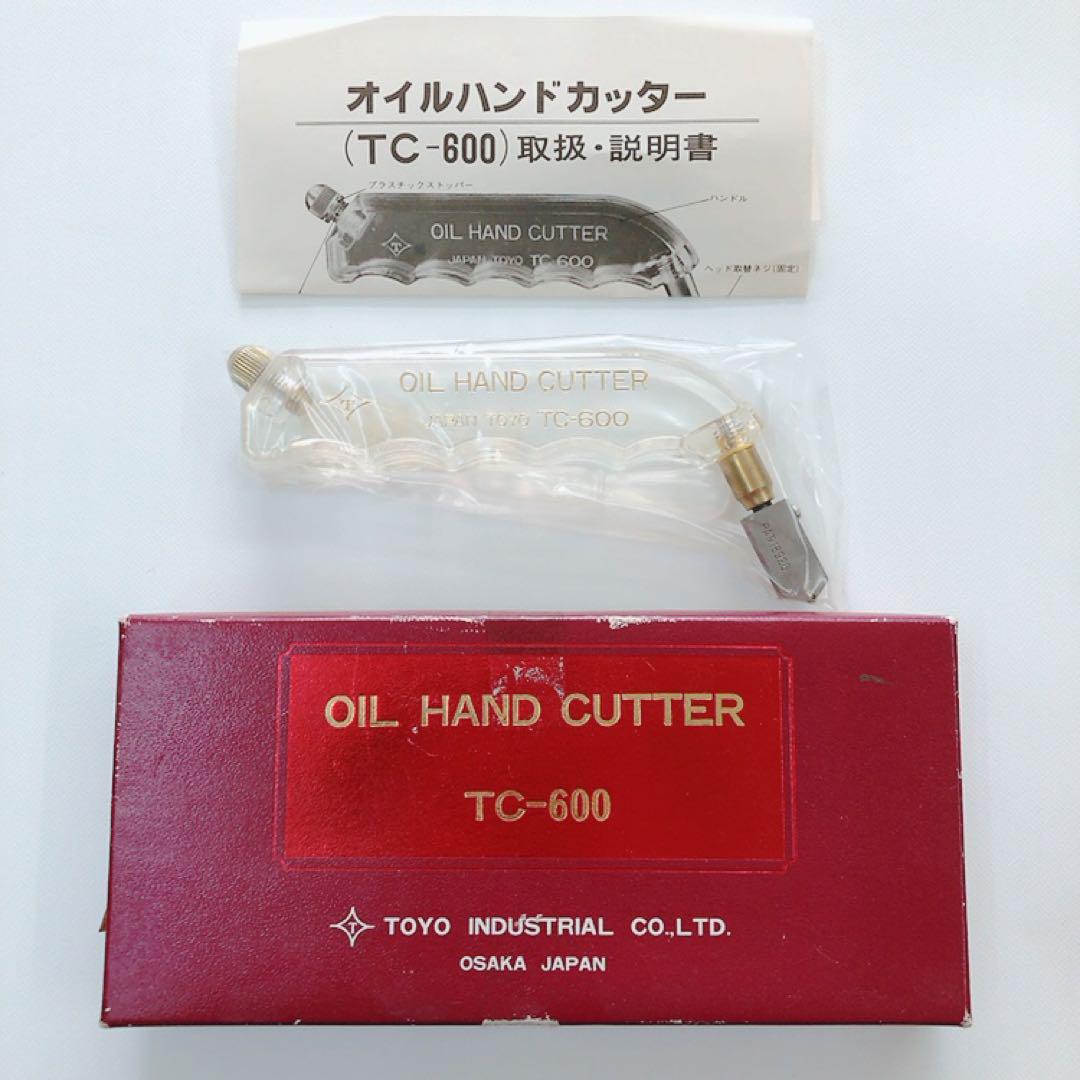 オイルハンドカッター
(TC-600)取扱・説明書
プラスチックストッパー
ハンドル
OIL HAND CUTTER
JAPAN TOYO TC-600
ヘッド取替ネジ(固定)
T
OIL HAND CUTTER
JAPAN TOYO TC-600
T
OIL HAND CUTTER
TC-600
T TOYO INDUSTRIAL CO.,LTD.
OSAKA JAPAN